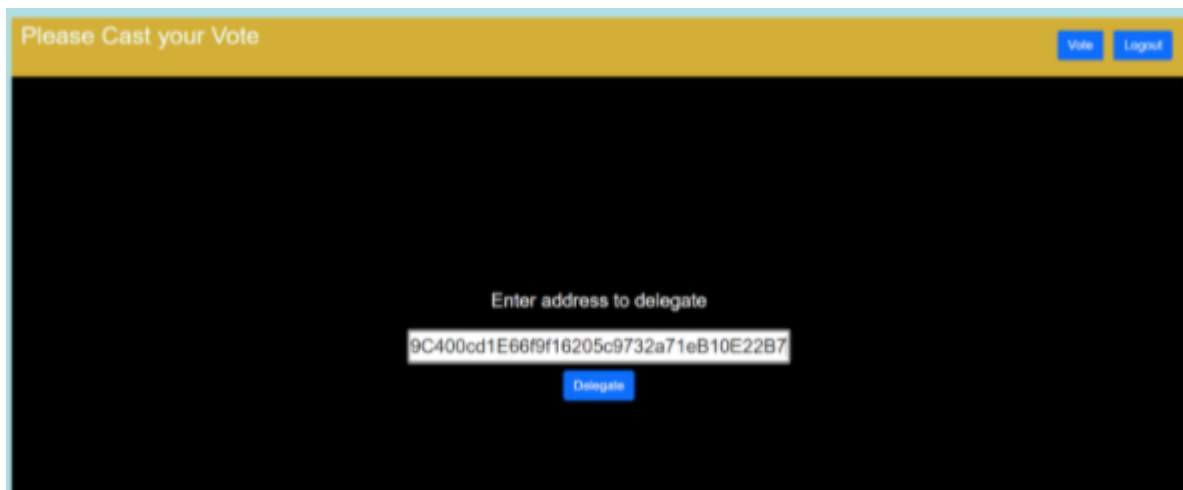 Please Cast your Vote
Vote Logout
Enter address to delegate
9C400cd1E66f9f16205c9732a71eB10E22B7
Delegate